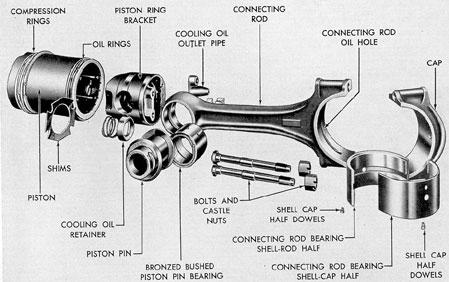 COMPRESSION
RINGS
OIL RINGS
PISTON RING
BRACKET
COOLING OIL
OUTLET PIPE
CONNECTING
ROD
CONNECTING ROD
OIL HOLE
CAP
SHIMS
PISTON
COOLING OIL
RETAINER
PISTON PIN
BRONZED BUSHED
PISTON PIN BEARING
BOLTS AND
CASTLE
NUTS
SHELL CAP
HALF DOWELS
CONNECTING ROD BEARING
SHELL-ROD HALF
CONNECTING ROD BEARING
SHELL-CAP HALF
SHELL CAP
HALF
DOWELS